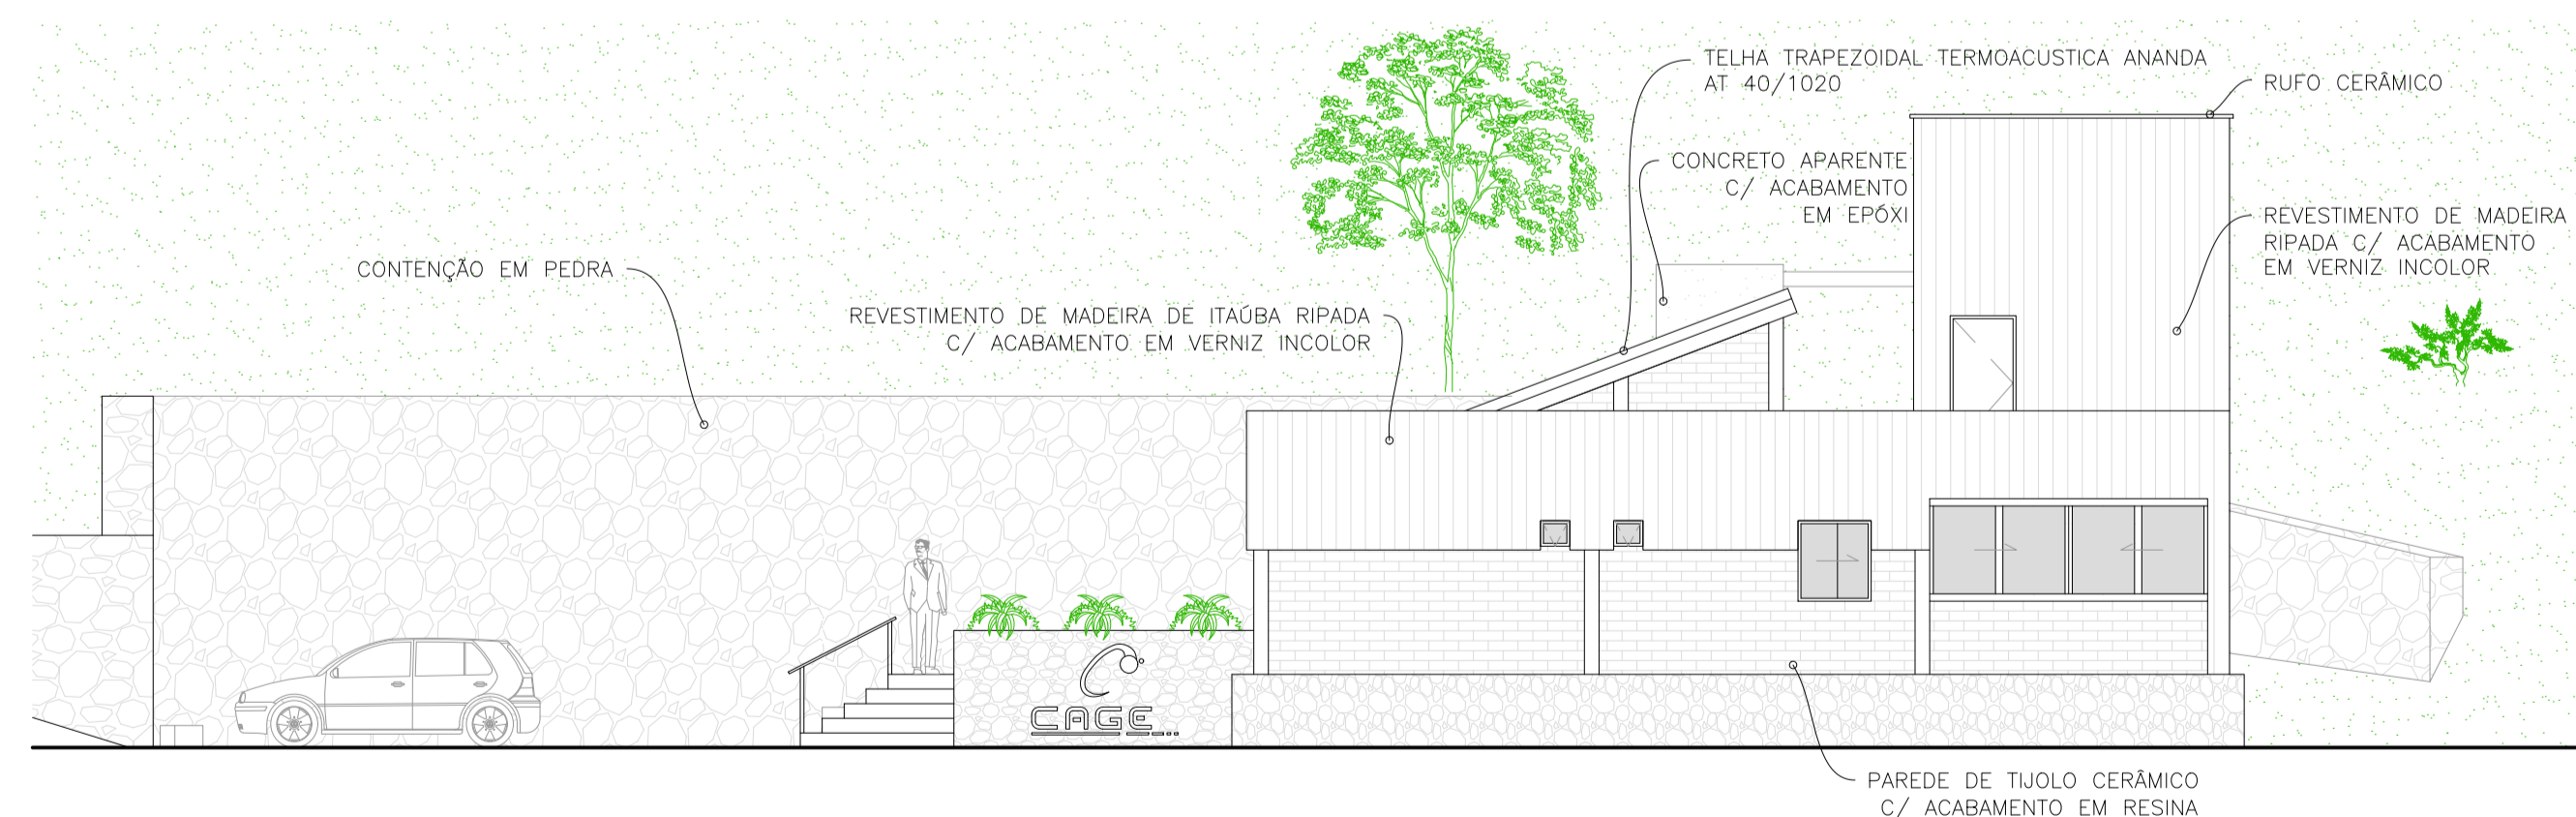 TELHA TRAPEZOIDAL TERMOACUSTICA ANANDA
AT 40/1020
RUFO CERÂMICO
CONCRETO APARENTE
C/ ACABAMENTO
EM EPÓXI
REVESTIMENTO DE MADEIRA
RIPADA C/ ACABAMENTO
EM VERNIZ INCOLOR
CONTENÇÃO EM PEDRA
REVESTIMENTO DE MADEIRA DE ITAÚBA RIPADA
C/ ACABAMENTO EM VERNIZ INCOLOR
CAGE
PAREDE DE TIJOLO CERÂMICO
C/ ACABAMENTO EM RESINA